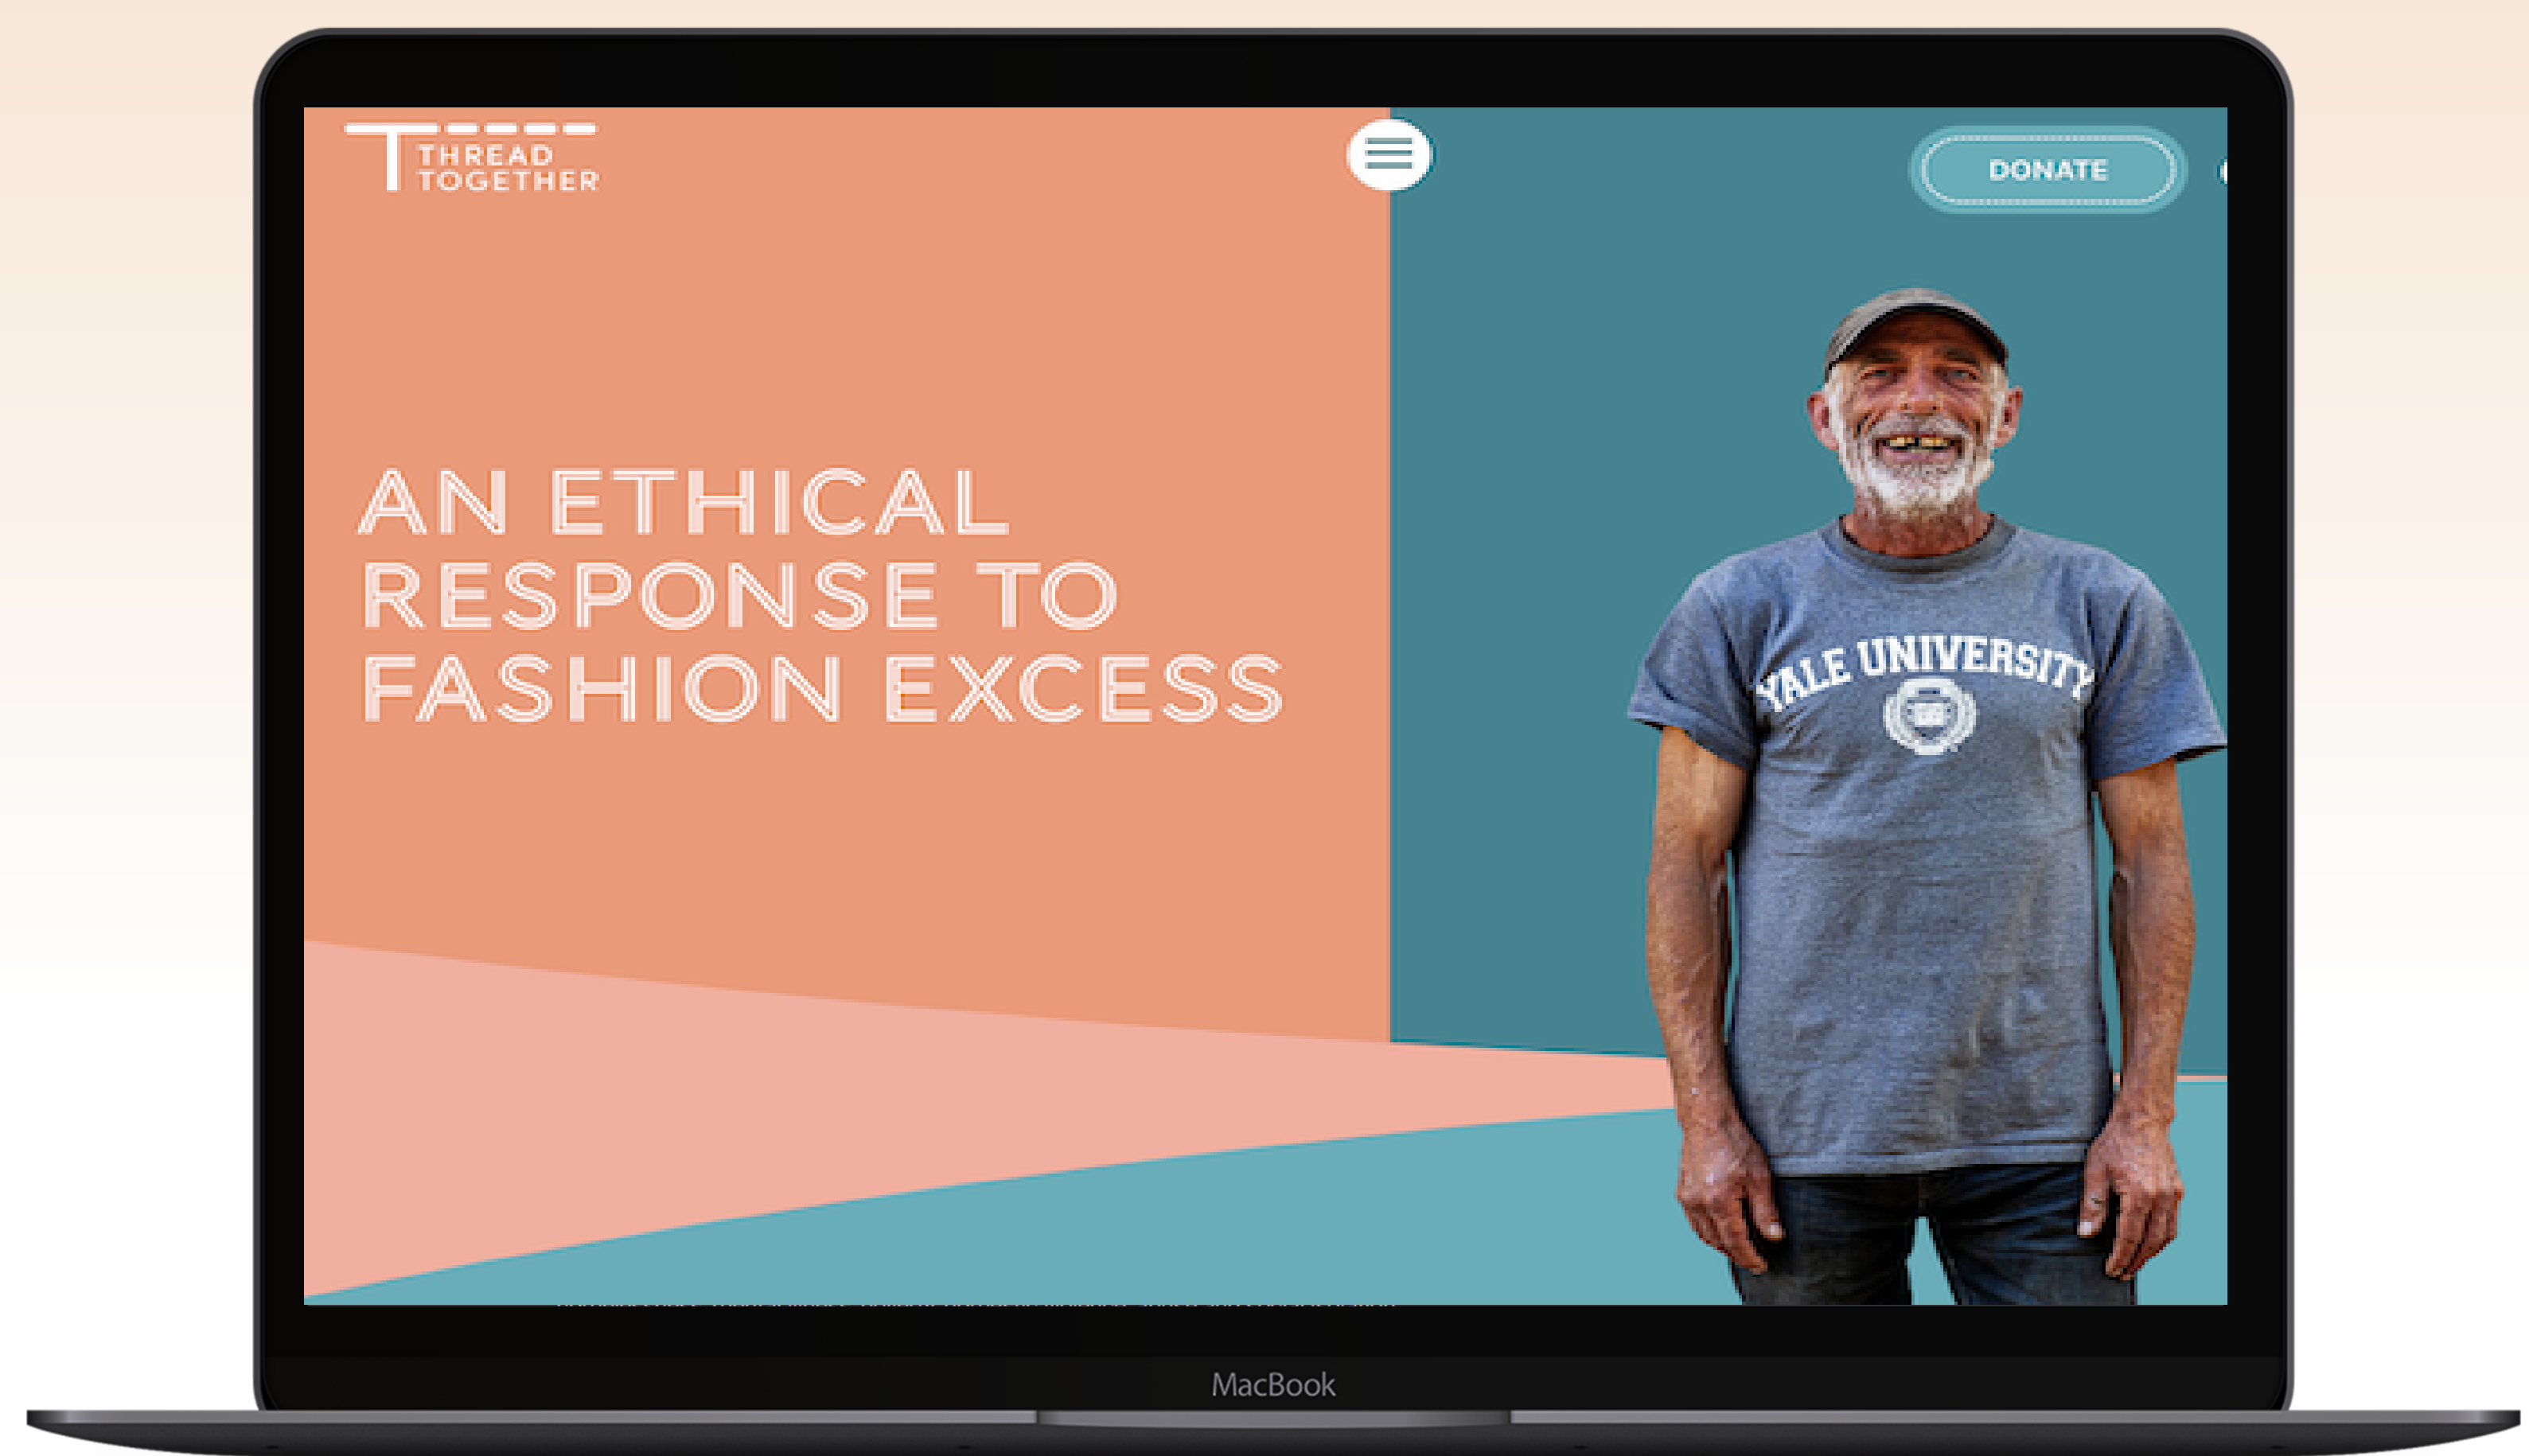 THREAD
TOGETHER
DONATE
AN ETHICAL
RESPONSE TO
FASHION EXCESS
YALE UNIVERSITY
MacBook